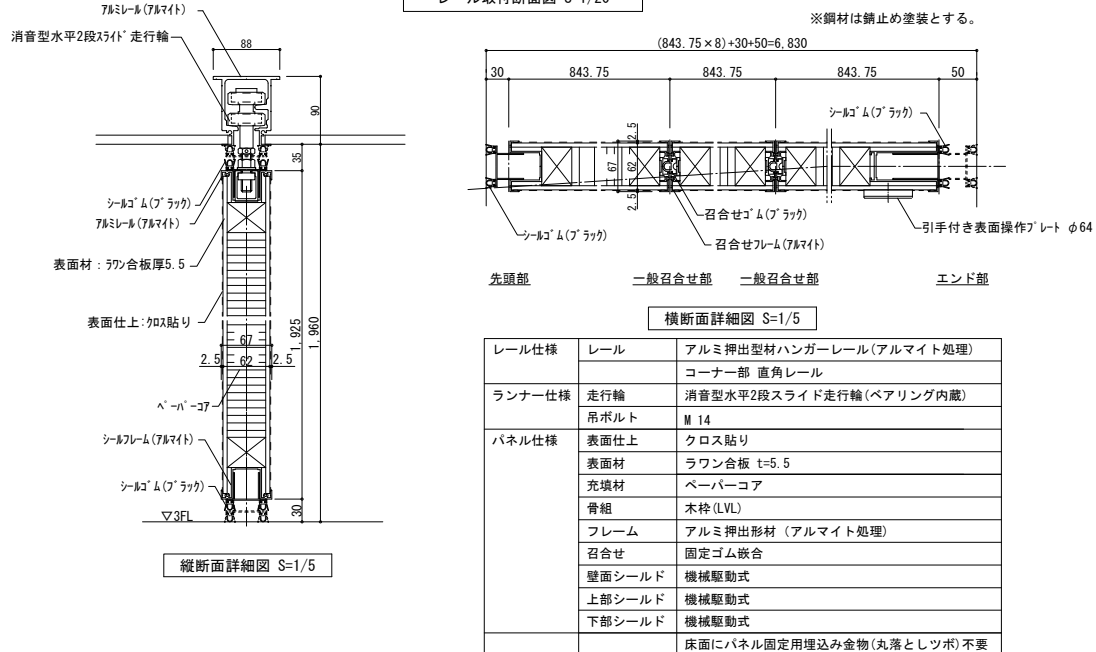 アルミレール(アルマイト)
消音型水平2段スライド走行輪
88
90
35
シールゴム(ブラック)
アルミレール(アルマイト)
表面材:ラワン合板厚5.5
表面仕上:クロス貼り
1,925
1,960
67
2.5
62
2.5
ペーパーコア
シールフレーム(アルマイト)
シールゴム(ブラック)
30
▽3FL
縦断面詳細図 S=1/5
※鋼材は錆止め塗装とする。
(843.75×8)+30+50=6,830
30
843.75
843.75
843.75
50
シールゴム(ブラック)
2.5
67
62
2.5
召合せゴム(ブラック)
シールゴム(ブラック)
召合せフレーム(アルマイト)
引手付き表面操作プレート φ64
先頭部
一般召合せ部
一般召合せ部
エンド部
横断面詳細図 S=1/5
レール仕様 レール アルミ押出型材ハンガーレール(アルマイト処理)
コーナー部 直角レール
ランナー仕様 走行輪 消音型水平2段スライド走行輪(ベアリング内蔵)
吊ボルト M 14
パネル仕様 表面仕上 クロス貼り
表面材 ラワン合板 t=5.5
充填材 ペーパーコア
骨組 木枠(LVL)
フレーム アルミ押出形材 (アルマイト処理)
召合せ 固定ゴム嵌合
壁面シールド 機械駆動式
上部シールド 機械駆動式
下部シールド 機械駆動式
床面にパネル固定用埋込み金物(丸落としツボ)不要